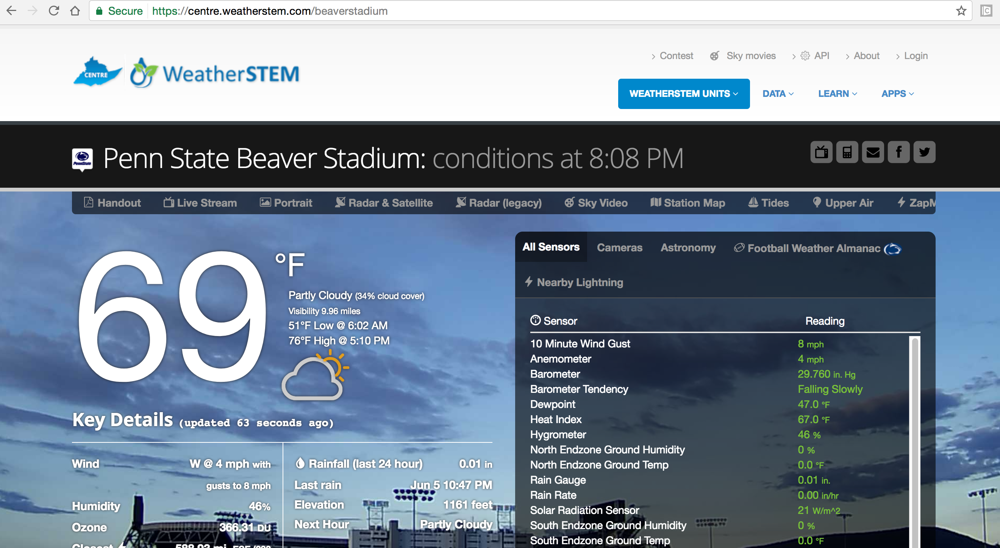 Secure https://centre.weatherstem.com/beaverstadium
Contest Sky movies API About Login
CENTRE WeatherSTEM
WEATHERSTEM UNITS DATA LEARN APPS
PennState Penn State Beaver Stadium: conditions at 8:08 PM
Handout Live Stream Portrait Radar & Satellite Radar (legacy) Sky Video Station Map Tides Upper Air ZapM
69 °F
Partly Cloudy (34% cloud cover)
Visibility 9.96 miles
51°F Low @ 6:02 AM
76°F High @ 5:10 PM
Key Details (updated 63 seconds ago)
Wind W @ 4 mph with
gusts to 8 mph
Humidity 46%
Ozone 366.31 DU
Closest 588.92 mi
Rainfall (last 24 hour) 0.01 in
Last rain Jun 5 10:47 PM
Elevation 1161 feet
Next Hour Partly Cloudy
All Sensors Cameras Astronomy Football Weather Almanac
Nearby Lightning
Sensor Reading
10 Minute Wind Gust 8 mph
Anemometer 4 mph
Barometer 29.760 in. Hg
Barometer Tendency Falling Slowly
Dewpoint 47.0 °F
Heat Index 67.0 °F
Hygrometer 46 %
North Endzone Ground Humidity 0 %
North Endzone Ground Temp 0.0 °F
Rain Gauge 0.01 in.
Rain Rate 0.00 in/hr
Solar Radiation Sensor 21 W/m^2
South Endzone Ground Humidity 0 %
South Endzone Ground Temp 0.0 °F